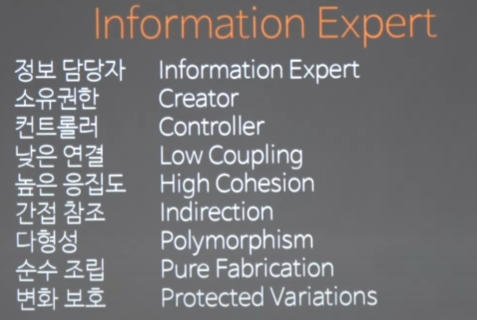 Information Expert
정보 담당자 Information Expert
소유권한 Creator
컨트롤러 Controller
낮은 연결 Low Coupling
높은 응집도 High Cohesion
간접 참조 Indirection
다형성 Polymorphism
순수 조립 Pure Fabrication
변화 보호 Protected Variations